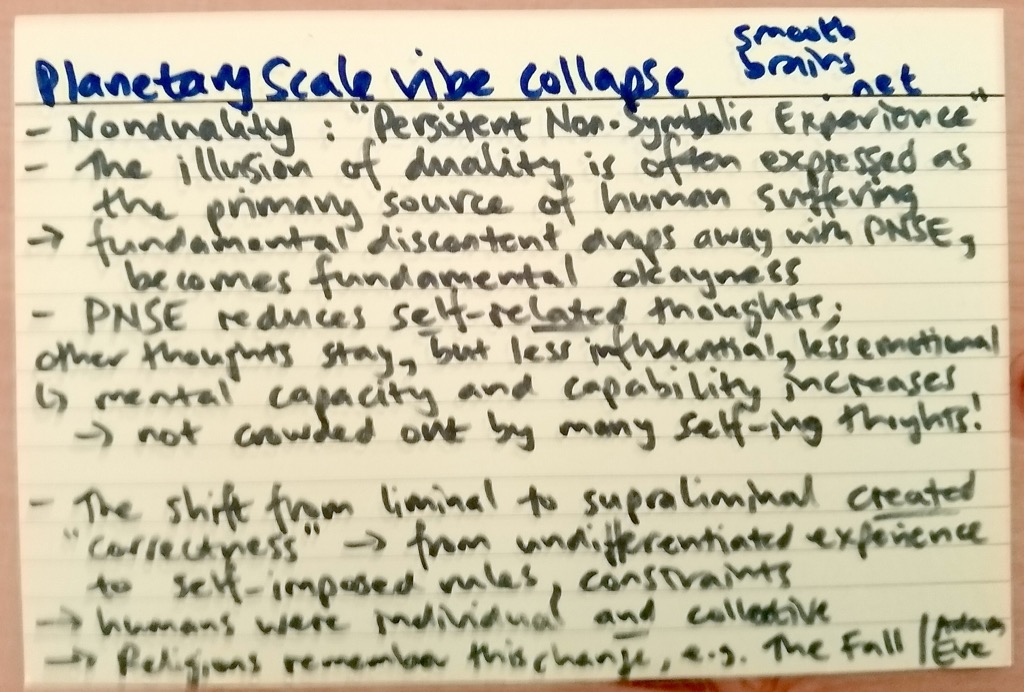 Planetary Scale vibe collapse
smooth
brains
.net
- Nonduality : "Persistent Non-Symbolic Experience"
- The illusion of duality is often expressed as
the primary source of human suffering
→ fundamental discontent drops away with PNSE,
becomes fundamental okayness
- PNSE reduces self-related thoughts;
other thoughts stay, but less influential, less emotional
↳ mental capacity and capability increases
→ not crowded out by many self-ing thoughts!
- The shift from liminal to supraliminal created
"correctness" → from undifferentiated experience
to self-imposed rules, constraints
→ humans were individual and collective
→ Religions remember this change, e.g. The Fall / Adam
Eve